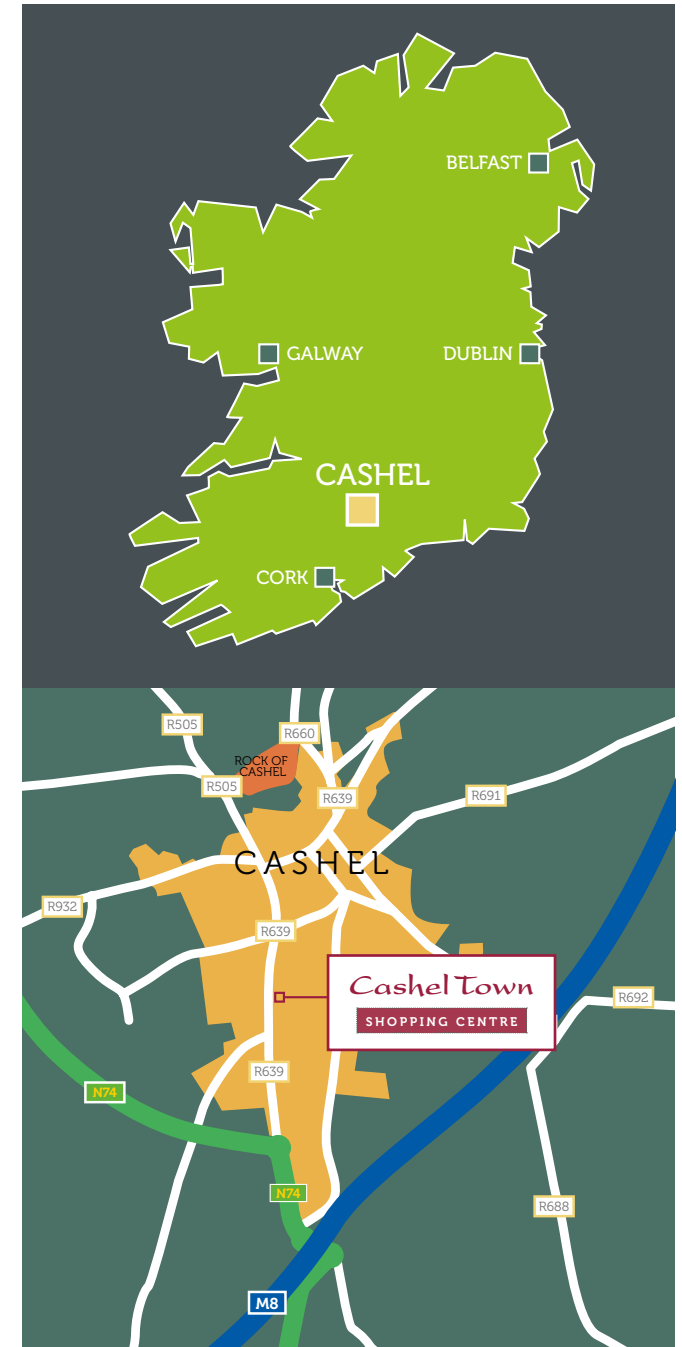 BELFAST
GALWAY
DUBLIN
CASHEL
CORK
R505
R660
ROCK OF
CASHEL
R505
R639
R691
CASHEL
R932
R639
Cashel Town
SHOPPING CENTRE
R692
R639
N74
N74
R688
M8